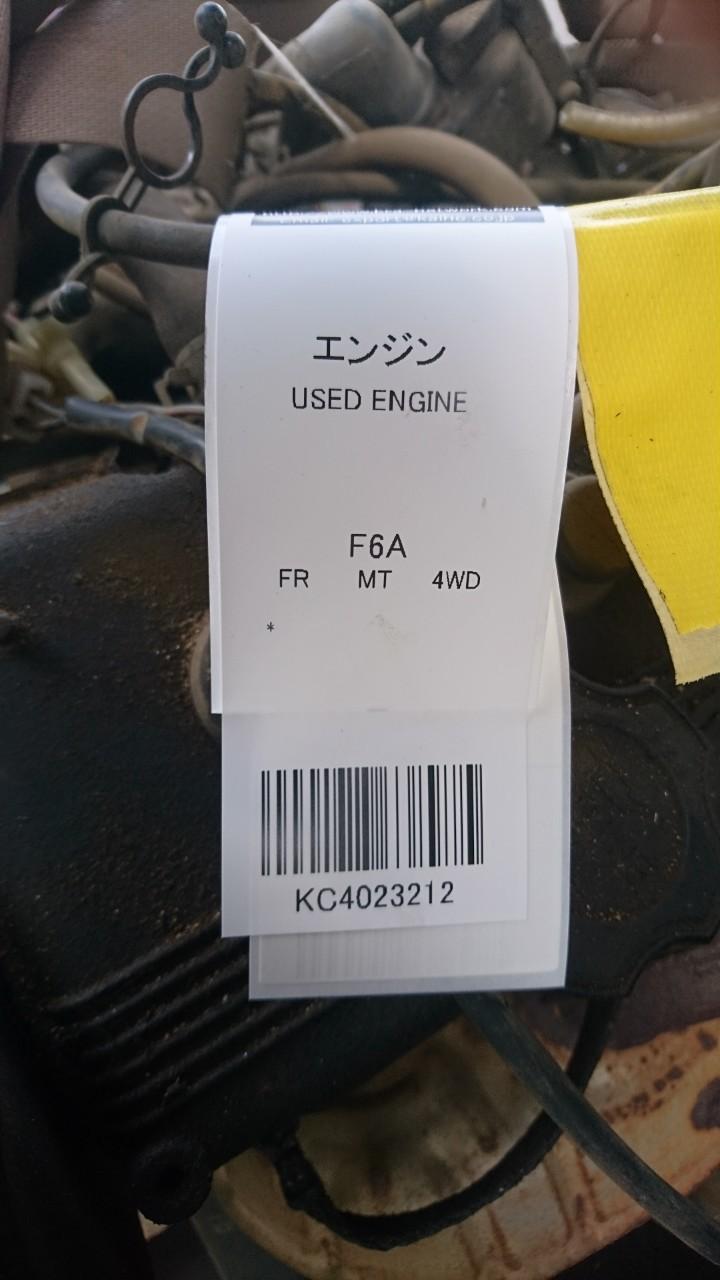 エンジン
USED ENGINE
F6A
FR MT 4WD
*
KC4023212